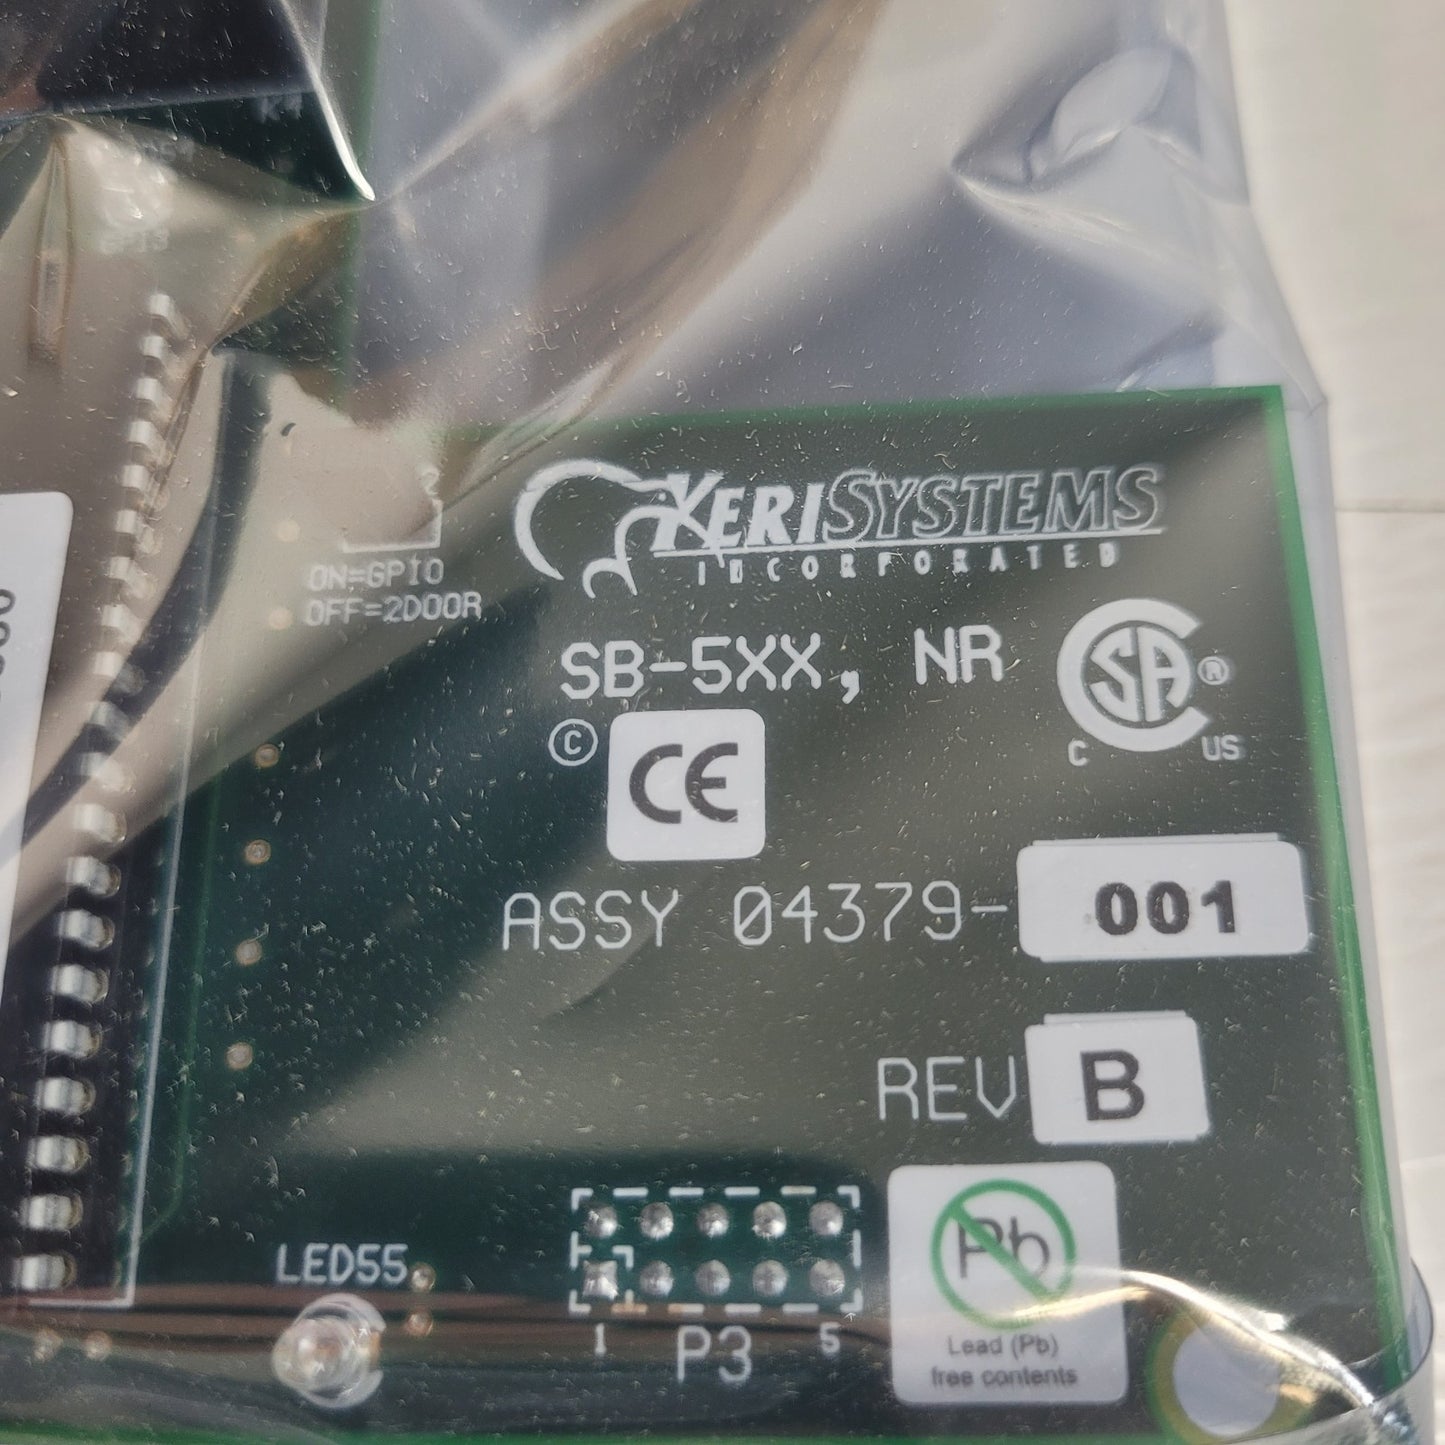 KERISYSTEMS
INCORPORATED
ON=GPIO
OFF=2DOOR
SB-5XX, NR
SA ®
C US
© CE
ASSY 04379- 001
REV B
Pb
Lead (Pb)
free contents
LED55
1 5
P3